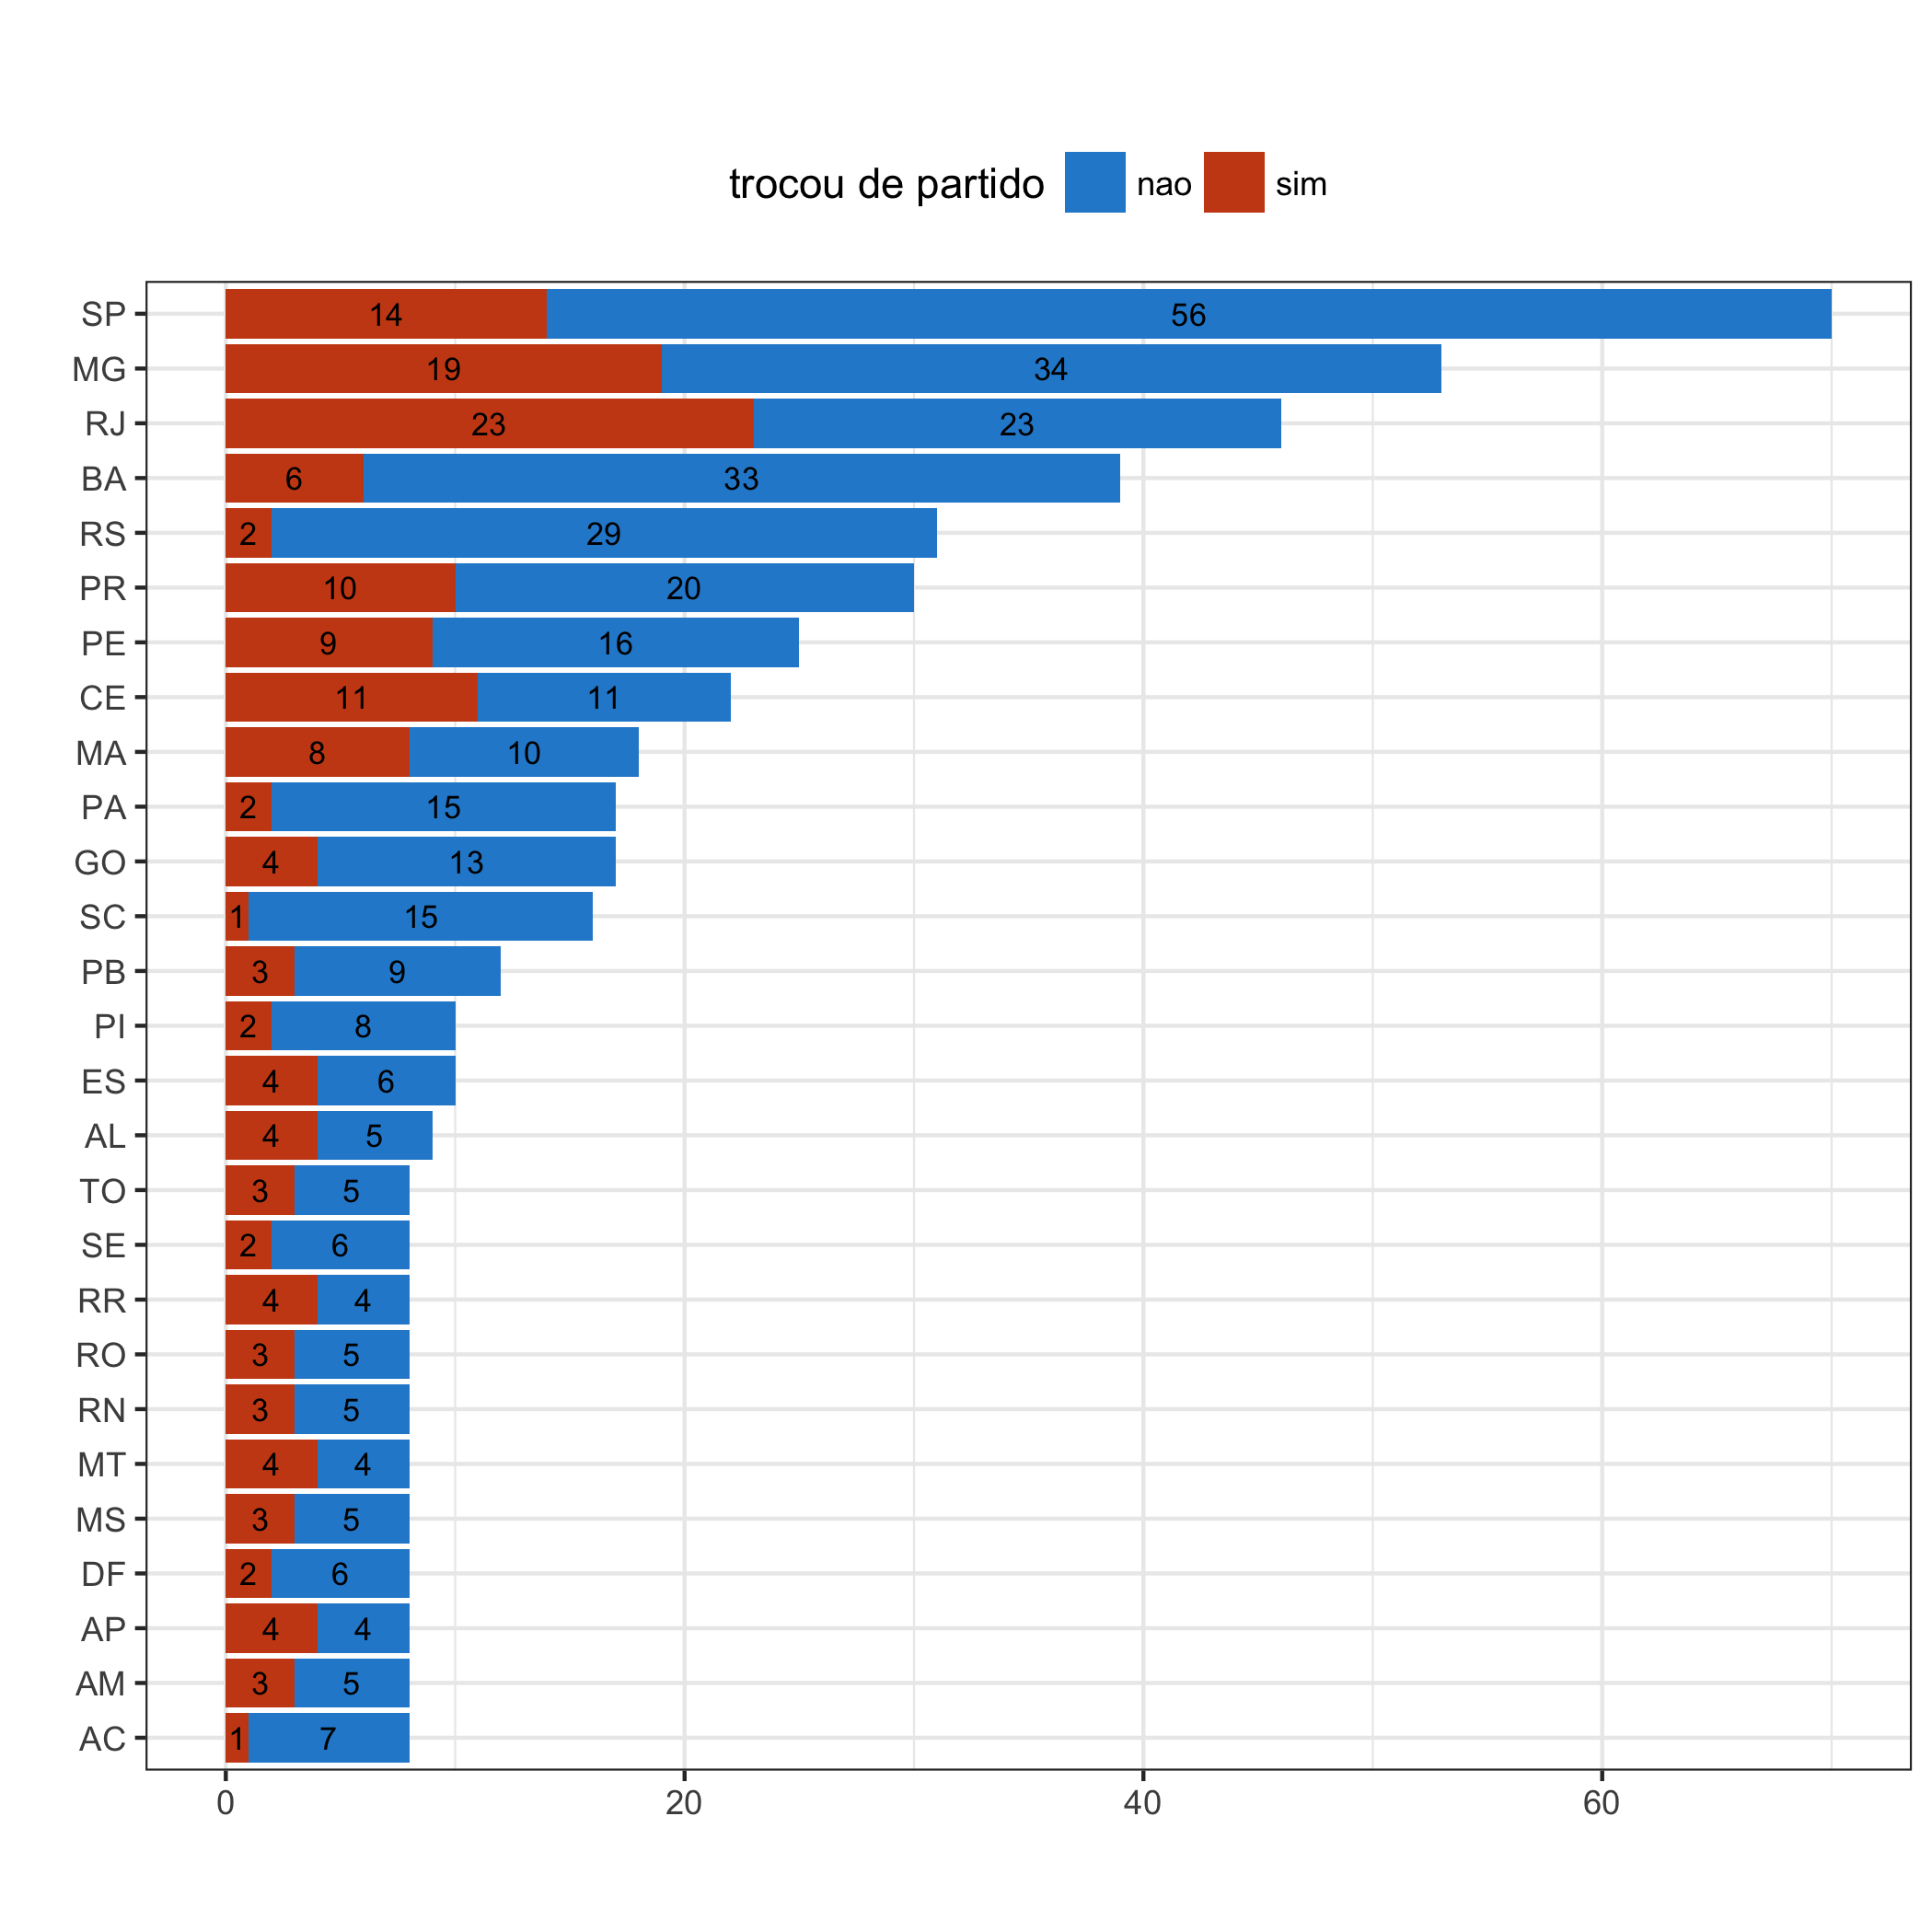 trocou de partido nao sim
SP 14 56
MG 19 34
RJ 23 23
BA 6 33
RS 2 29
PR 10 20
PE 9 16
CE 11 11
MA 8 10
PA 2 15
GO 4 13
SC 1 15
PB 3 9
PI 2 8
ES 4 6
AL 4 5
TO 3 5
SE 2 6
RR 4 4
RO 3 5
RN 3 5
MT 4 4
MS 3 5
DF 2 6
AP 4 4
AM 3 5
AC 1 7
0 20 40 60